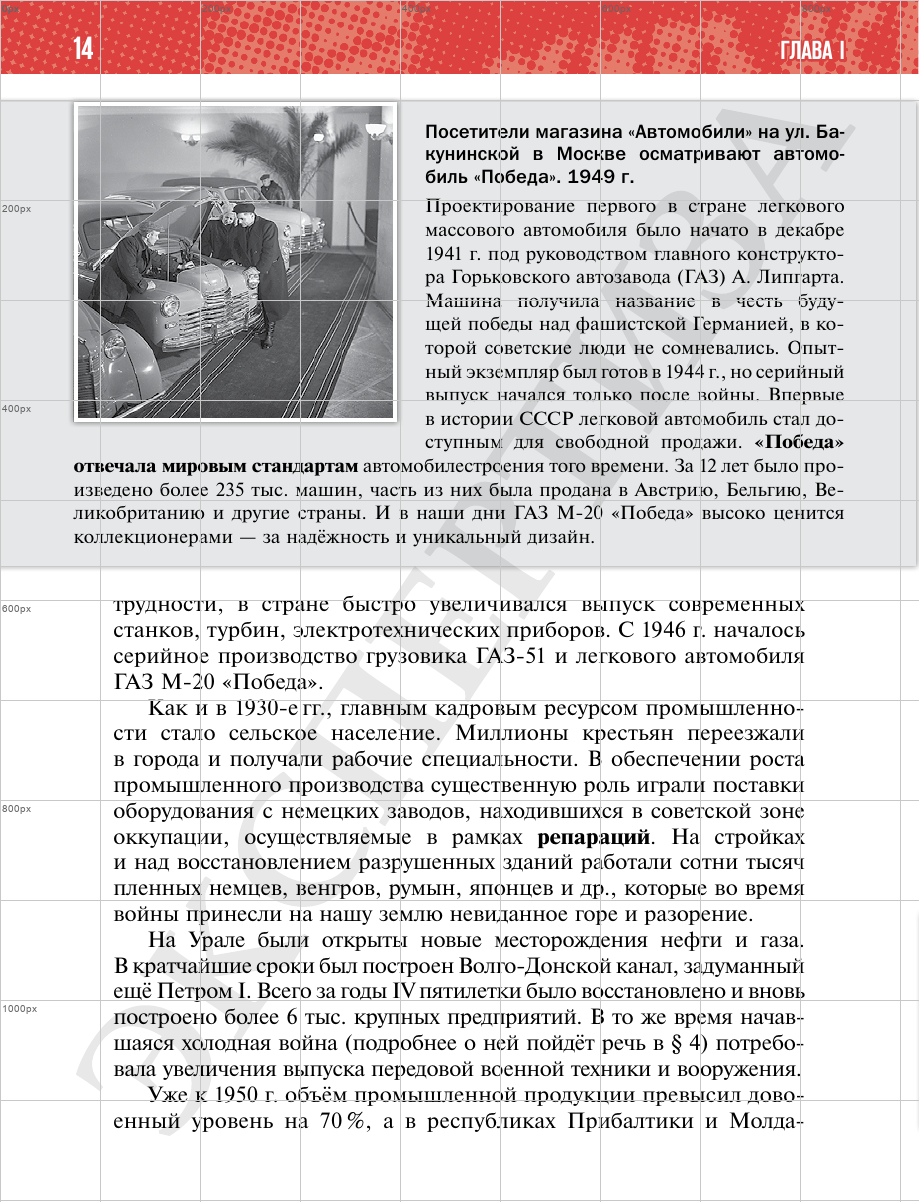 14
ГЛАВА I
Посетители магазина «Автомобили» на ул. Ба-
кунинской в Москве осматривают автомо-
биль «Победа». 1949 г.
Проектирование первого в стране легкового
массового автомобиля было начато в декабре
1941 г. под руководством главного конструкто-
ра Горьковского автозавода (ГАЗ) А. Липгарта.
Машина получила название в честь буду-
щей победы над фашистской Германией, в ко-
торой советские люди не сомневались. Опыт-
ный экземпляр был готов в 1944 г., но серийный
выпуск начался только после войны. Впервые
в истории СССР легковой автомобиль стал до-
ступным для свободной продажи. «Победа»
отвечала мировым стандартам автомобилестроения того времени. За 12 лет было про-
изведено более 235 тыс. машин, часть из них была продана в Австрию, Бельгию, Ве-
ликобританию и другие страны. И в наши дни ГАЗ М-20 «Победа» высоко ценится
коллекционерами — за надёжность и уникальный дизайн.
трудности, в стране быстро увеличивался выпуск современных
станков, турбин, электротехнических приборов. С 1946 г. началось
серийное производство грузовика ГАЗ-51 и легкового автомобиля
ГАЗ М-20 «Победа».
Как и в 1930-е гг., главным кадровым ресурсом промышленно-
сти стало сельское население. Миллионы крестьян переезжали
в города и получали рабочие специальности. В обеспечении роста
промышленного производства существенную роль играли поставки
оборудования с немецких заводов, находившихся в советской зоне
оккупации, осуществляемые в рамках репараций. На стройках
и над восстановлением разрушенных зданий работали сотни тысяч
пленных немцев, венгров, румын, японцев и др., которые во время
войны принесли на нашу землю невиданное горе и разорение.
На Урале были открыты новые месторождения нефти и газа.
В кратчайшие сроки был построен Волго-Донской канал, задуманный
ещё Петром I. Всего за годы IV пятилетки было восстановлено и вновь
построено более 6 тыс. крупных предприятий. В то же время начав-
шаяся холодная война (подробнее о ней пойдёт речь в § 4) потребо-
вала увеличения выпуска передовой военной техники и вооружения.
Уже к 1950 г. объём промышленной продукции превысил дово-
енный уровень на 70 %, а в республиках Прибалтики и Молда-
ЭКСПЕРТИЗА
200px
400px
600px
800px
1000px